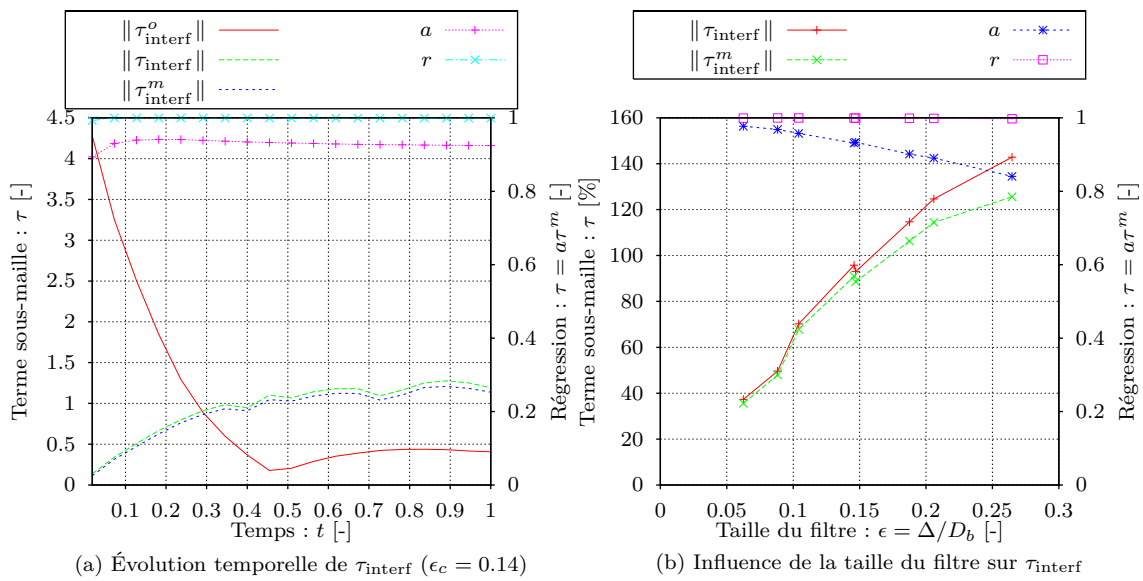 ‖τ^o_interf‖
‖τ_interf‖
‖τ^m_interf‖
a
r
4.5
4
3.5
3
2.5
2
1.5
1
0.5
0
Terme sous-maille : τ [-]
1
0.8
0.6
0.4
0.2
0
Régression : τ = aτ^m [-]
0.1 0.2 0.3 0.4 0.5 0.6 0.7 0.8 0.9 1
Temps : t [-]
(a) Évolution temporelle de τ_interf (ϵ_c = 0.14)
‖τ_interf‖
‖τ^m_interf‖
a
r
160
140
120
100
80
60
40
20
0
Terme sous-maille : τ [%]
1
0.8
0.6
0.4
0.2
0
Régression : τ = aτ^m [-]
0 0.05 0.1 0.15 0.2 0.25 0.3
Taille du filtre : ϵ = Δ/D_b [-]
(b) Influence de la taille du filtre sur τ_interf